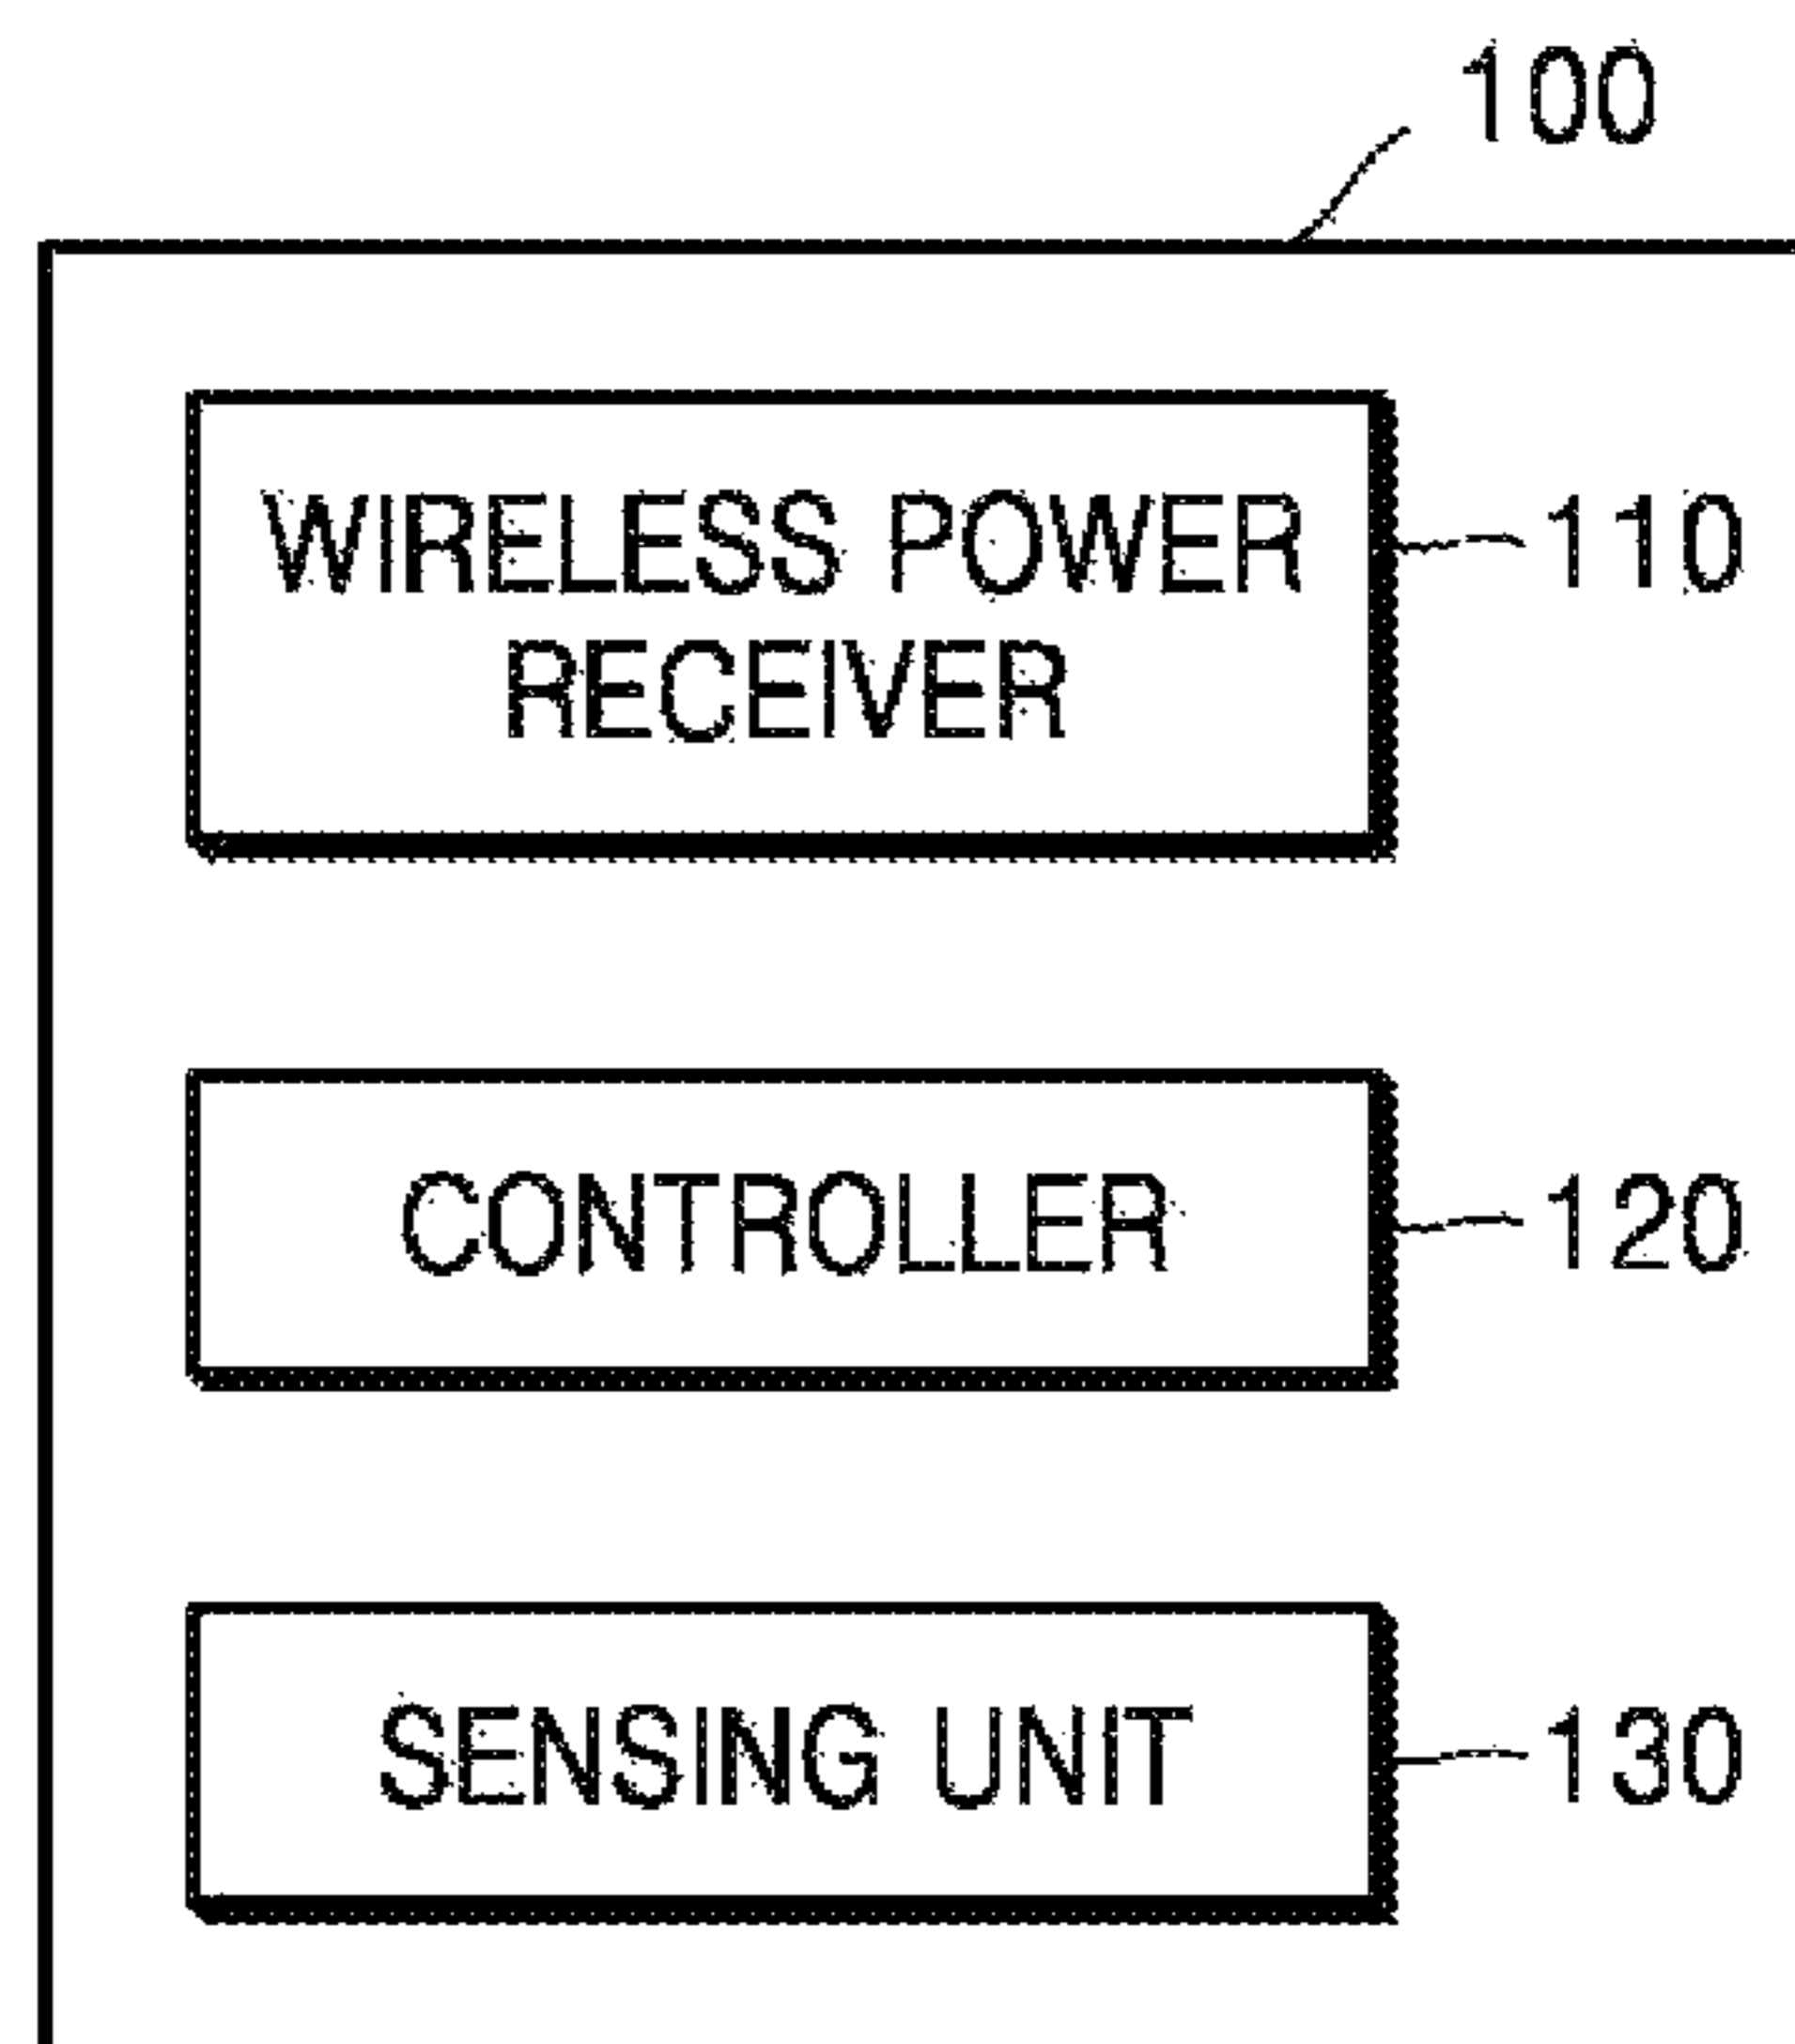 100
WIRELESS POWER
RECEIVER
110
CONTROLLER
120
SENSING UNIT
130